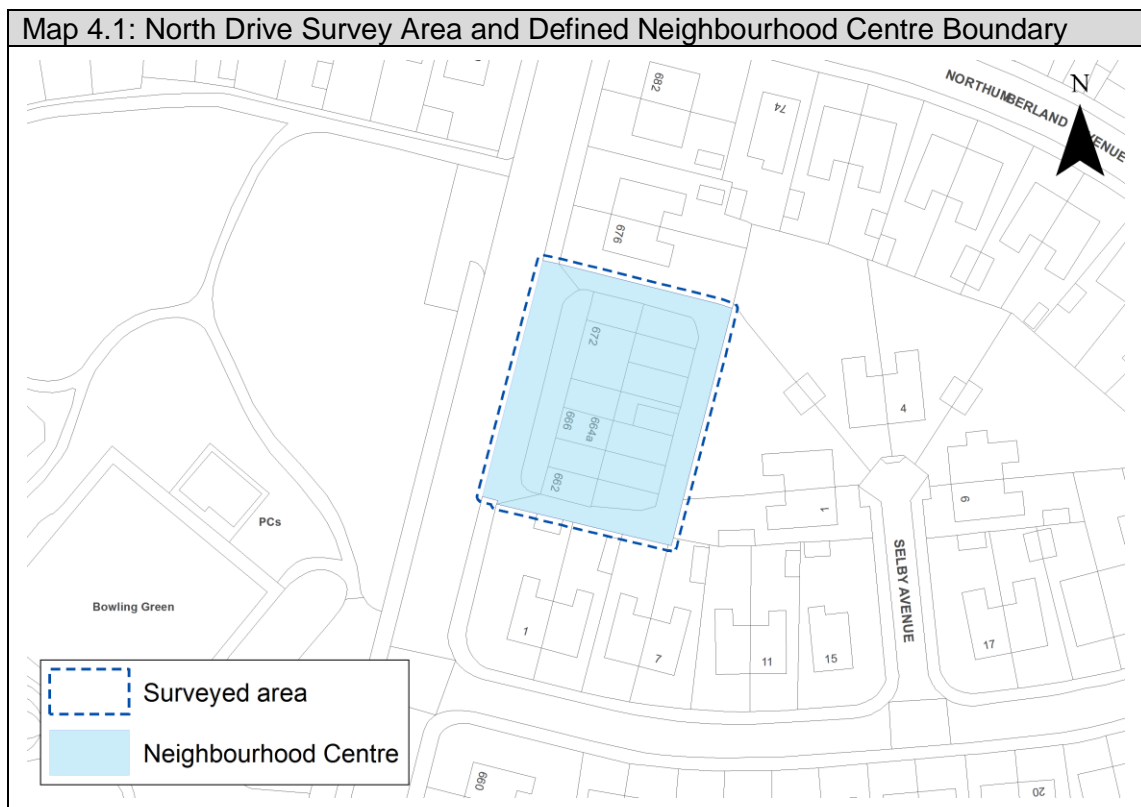 Map 4.1: North Drive Survey Area and Defined Neighbourhood Centre Boundary
682
74
NORTHUMBERLAND AVENUE
N
676
672
4
666
664a
662
1
6
PCs
SELBY AVENUE
Bowling Green
1
7
11
15
17
Surveyed area
Neighbourhood Centre
660
20